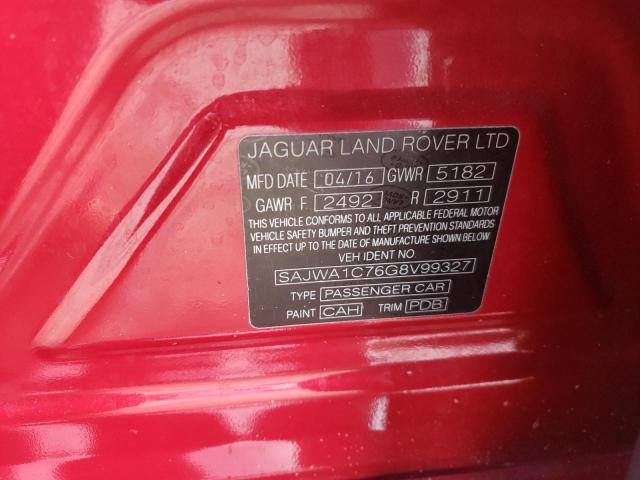 JAGUAR LAND ROVER LTD
MFD DATE 04/16 GVWR 5182
GAWR F 2492 R 2911
THIS VEHICLE CONFORMS TO ALL APPLICABLE FEDERAL MOTOR
VEHICLE SAFETY BUMPER AND THEFT PREVENTION STANDARDS
IN EFFECT UP TO THE DATE OF MANUFACTURE SHOWN ABOVE.
VEH IDENT NO.
SAJWA1C76G8V99327
TYPE PASSENGER CAR
PAINT CAH TRIM PDB